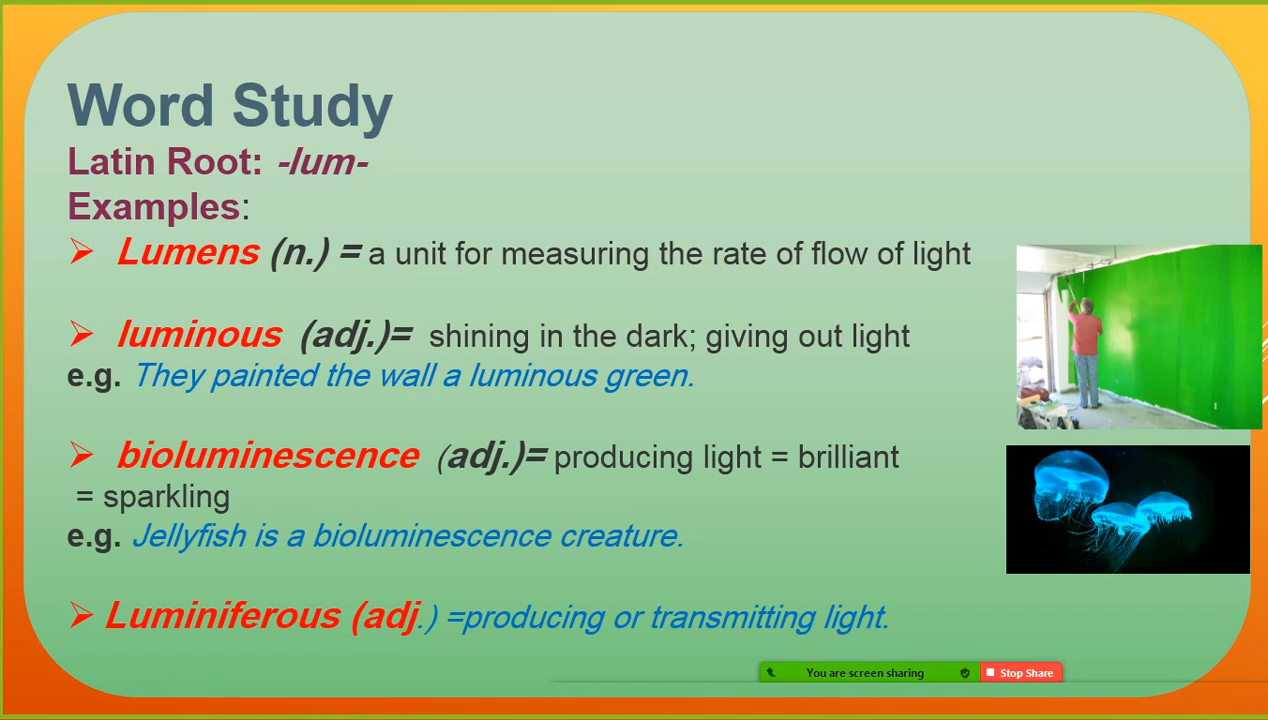 Word Study
Latin Root: -lum-
Examples:
➢ Lumens (n.) = a unit for measuring the rate of flow of light
➢ luminous (adj.)= shining in the dark; giving out light
e.g. They painted the wall a luminous green.
➢ bioluminescence (adj.)= producing light = brilliant
= sparkling
e.g. Jellyfish is a bioluminescence creature.
➢ Luminiferous (adj.) =producing or transmitting light.
You are screen sharing Stop Share